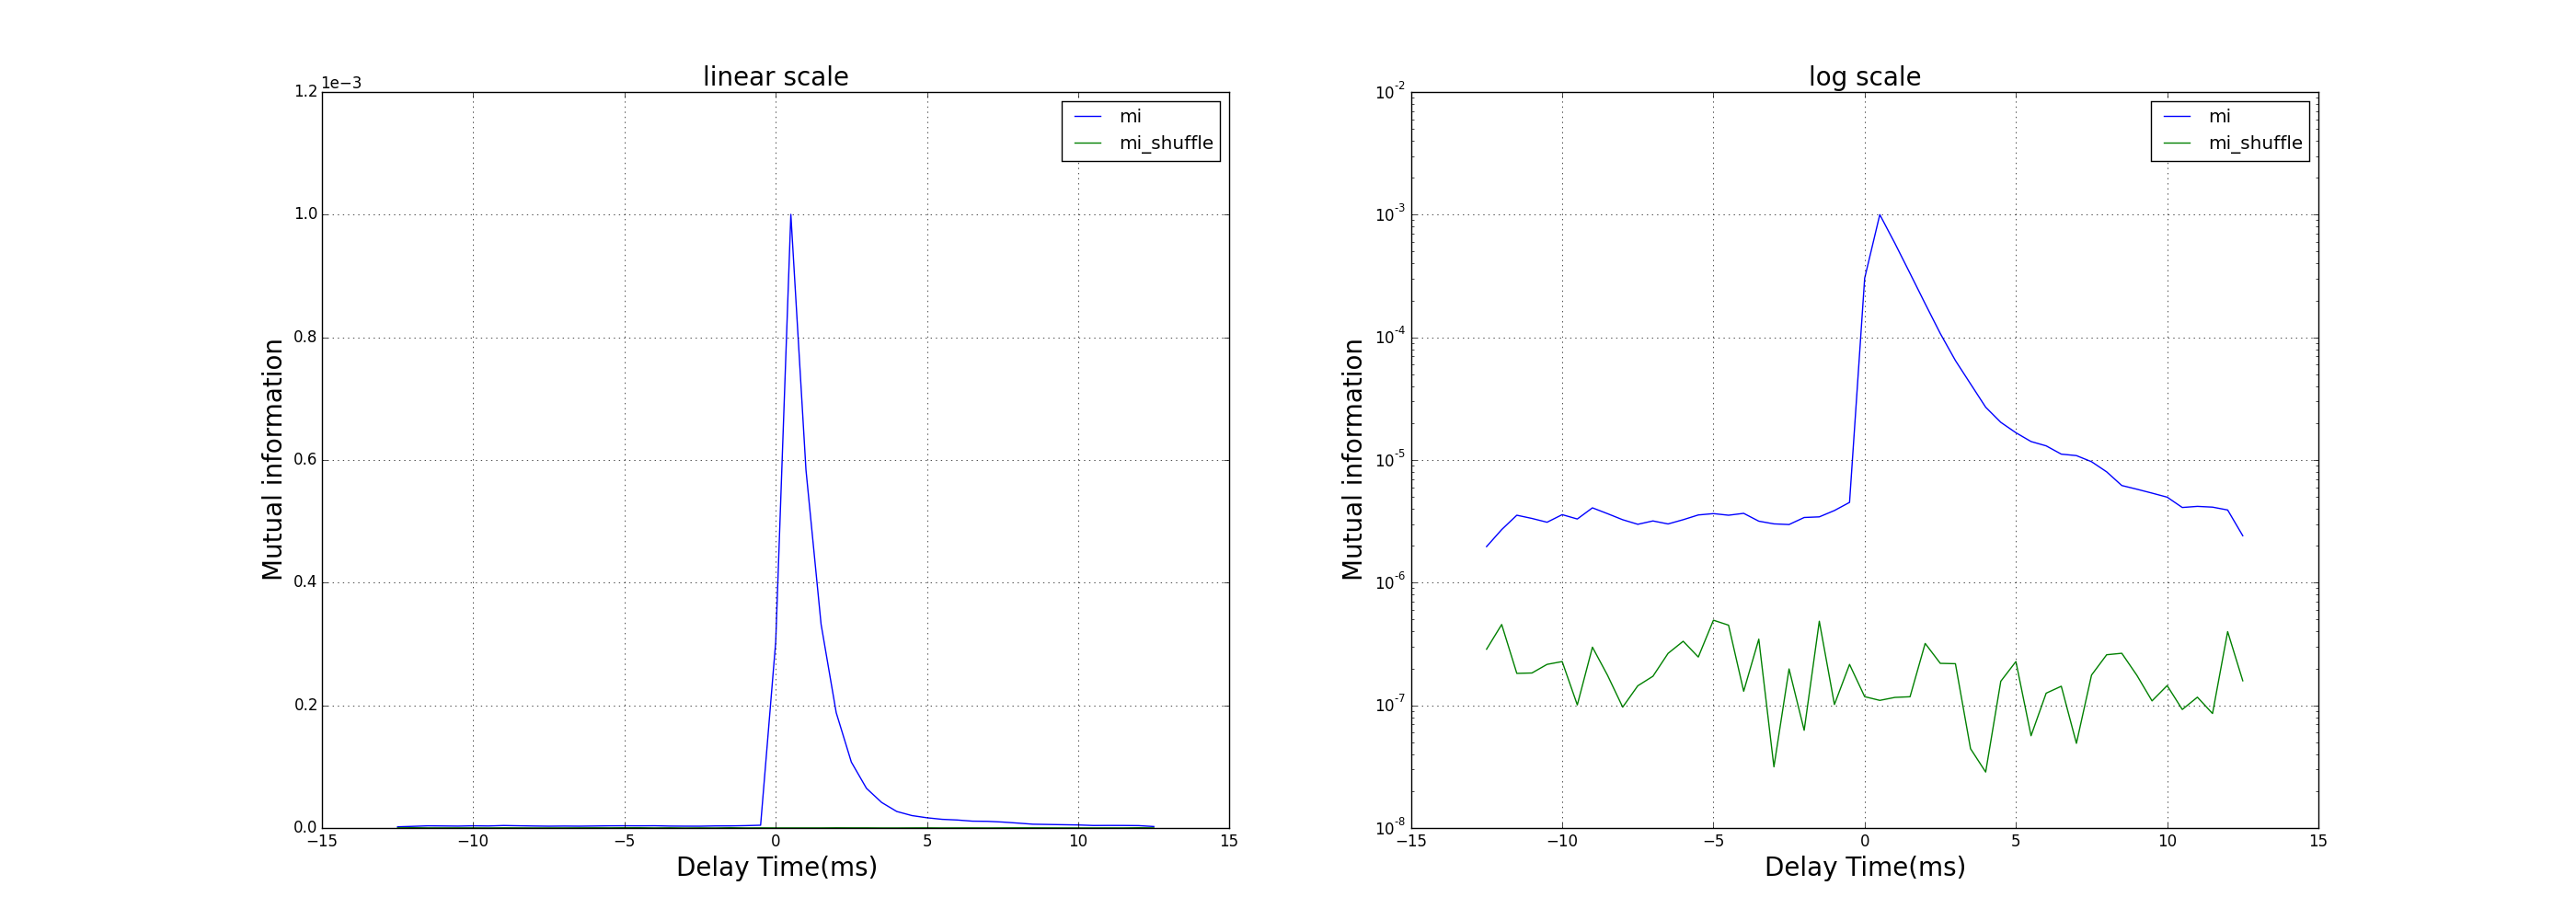 linear scale
1e−3
1.2
1.0
0.8
0.6
0.4
0.2
0.0
−15 −10 −5 0 5 10 15
Delay Time(ms)
Mutual information
mi
mi_shuffle
log scale
10-2
10-3
10-4
10-5
10-6
10-7
10-8
−15 −10 −5 0 5 10 15
Delay Time(ms)
Mutual information
mi
mi_shuffle